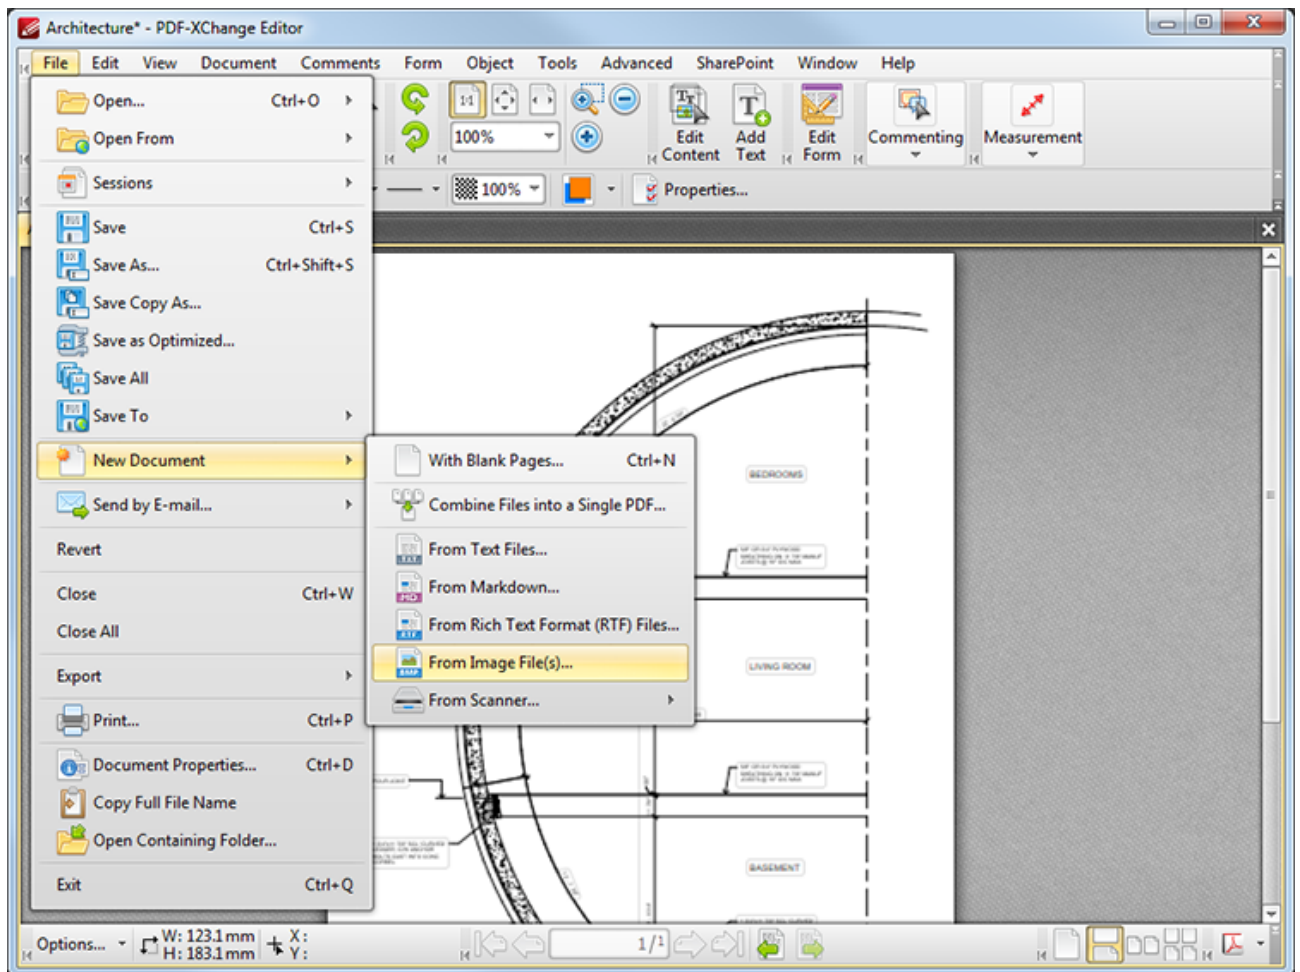 Architecture* - PDF-XChange Editor
File Edit View Document Comments Form Object Tools Advanced SharePoint Window Help
Open... Ctrl+O
Open From
Sessions
Save Ctrl+S
Save As... Ctrl+Shift+S
Save Copy As...
Save as Optimized...
Save All
Save To
New Document
Send by E-mail...
Revert
Close Ctrl+W
Close All
Export
Print... Ctrl+P
Document Properties... Ctrl+D
Copy Full File Name
Open Containing Folder...
Exit Ctrl+Q
1:1
100%
Edit Content
Add Text
Edit Form
Commenting
Measurement
100%
Properties...
With Blank Pages... Ctrl+N
Combine Files into a Single PDF...
From Text Files...
From Markdown...
From Rich Text Format (RTF) Files...
From Image File(s)...
From Scanner...
BEDROOMS
LIVING ROOM
BASEMENT
Options...
W: 123.1 mm
H: 183.1 mm
X:
Y:
1/1